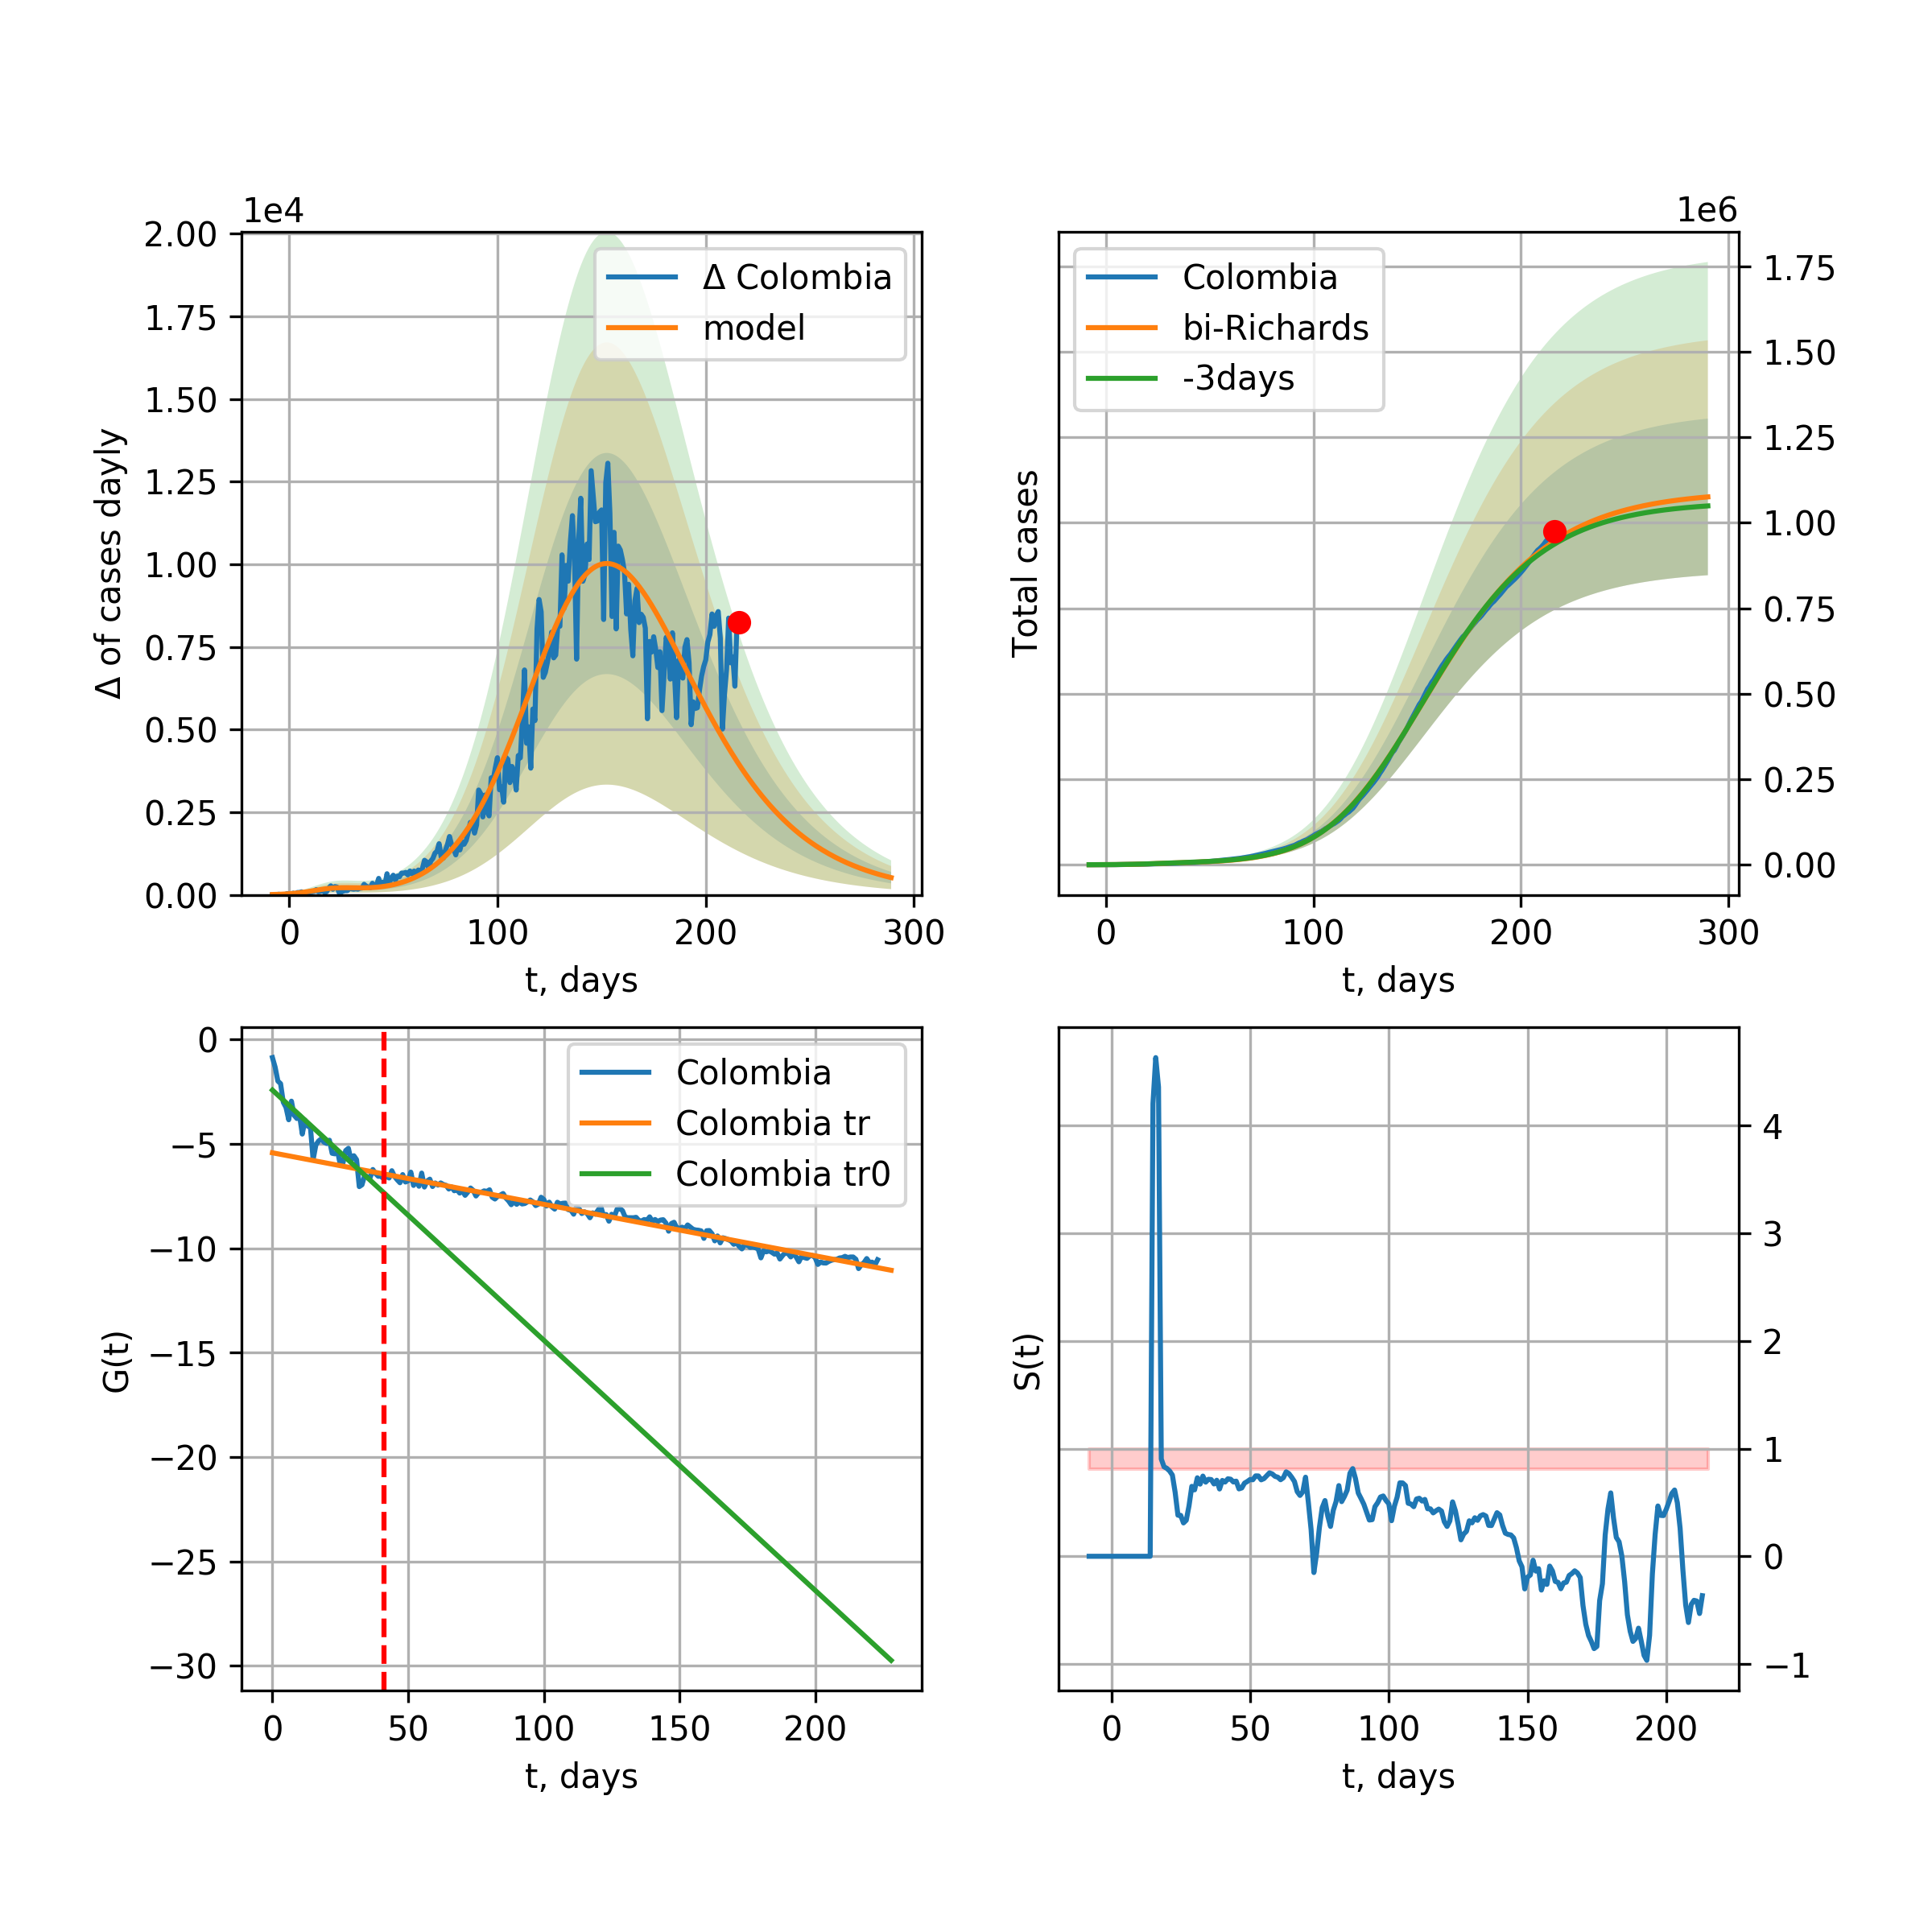 1e4
2.00
1.75
1.50
1.25
1.00
0.75
0.50
0.25
0.00
Δ of cases dayly
Δ Colombia
model
0
100
200
300
t, days
1e6
1.75
1.50
1.25
1.00
0.75
0.50
0.25
0.00
Total cases
Colombia
bi-Richards
-3days
0
100
200
300
t, days
0
−5
−10
−15
−20
−25
−30
G(t)
Colombia
Colombia tr
Colombia tr0
0
50
100
150
200
t, days
4
3
2
1
0
−1
S(t)
0
50
100
150
200
t, days